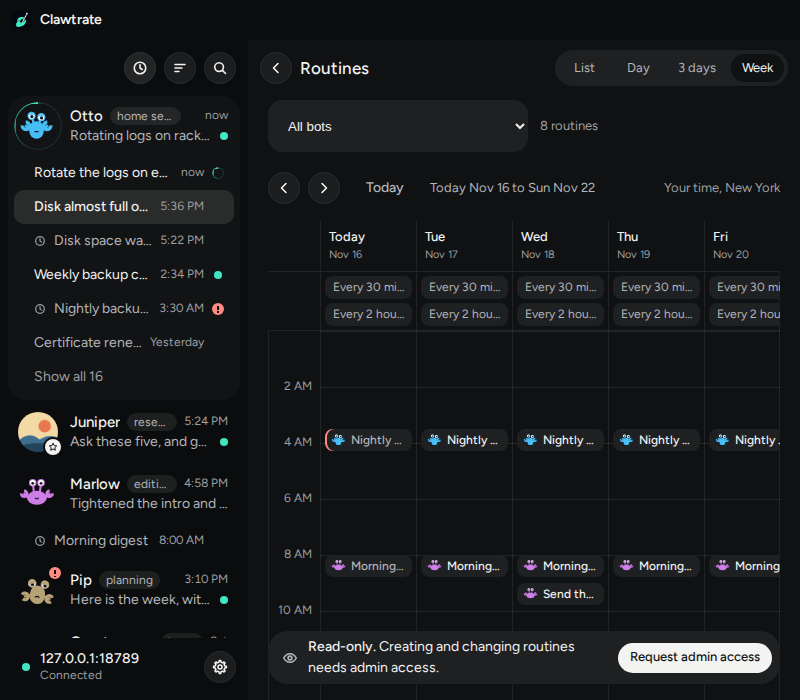 Clawtrate
Otto home se... now
Rotating logs on rack...
Rotate the logs on e... now
Disk almost full o... 5:36 PM
Disk space wa... 5:22 PM
Weekly backup c... 2:34 PM
Nightly backu... 3:30 AM
Certificate rene... Yesterday
Show all 16
Juniper rese... 5:24 PM
Ask these five, and g...
Marlow editi... 4:58 PM
Tightened the intro and ...
Morning digest 8:00 AM
Pip planning 3:10 PM
Here is the week, wit...
127.0.0.1:18789
Connected
Routines
List Day 3 days Week
All bots
8 routines
Today Today Nov 16 to Sun Nov 22 Your time, New York
Today Tue Wed Thu Fri
Nov 16 Nov 17 Nov 18 Nov 19 Nov 20
Every 30 mi... Every 30 mi... Every 30 mi... Every 30 mi... Every 30 mi
Every 2 hou... Every 2 hou... Every 2 hou... Every 2 hou... Every 2 hou
2 AM
4 AM Nightly ... Nightly ... Nightly ... Nightly ... Nightly .
6 AM
8 AM
Morning... Morning... Morning... Morning... Morning
Send th...
10 AM
Read-only. Creating and changing routines
needs admin access.
Request admin access